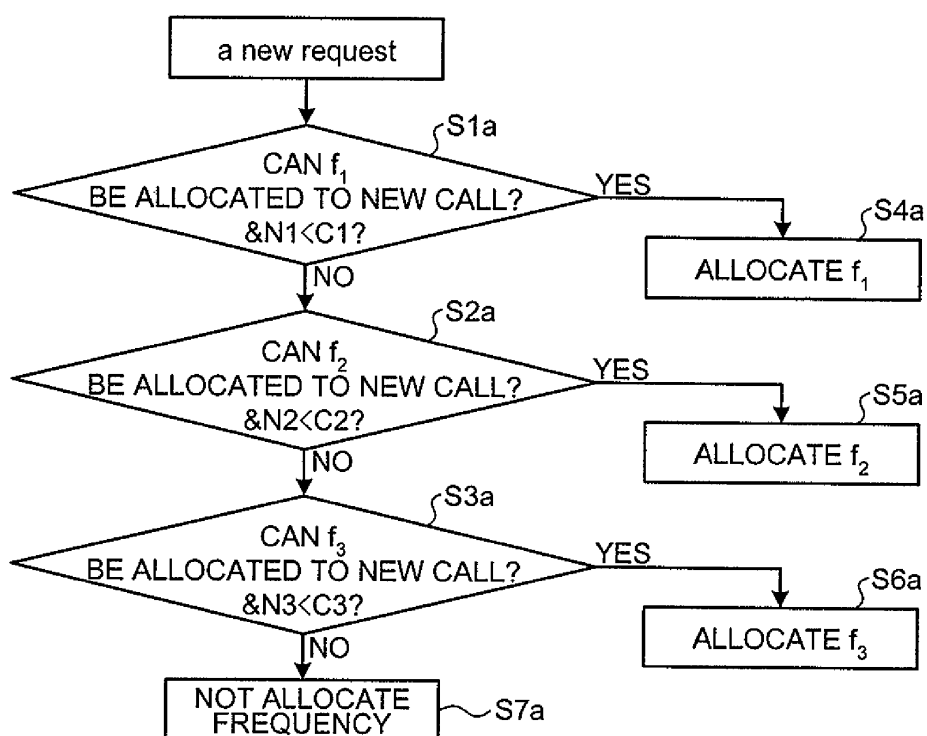 a new request
S1a
CAN f₁
BE ALLOCATED TO NEW CALL?
&N1<C1?
YES
S4a
ALLOCATE f₁
NO
S2a
CAN f₂
BE ALLOCATED TO NEW CALL?
&N2<C2?
YES
S5a
ALLOCATE f₂
NO
S3a
CAN f₃
BE ALLOCATED TO NEW CALL?
&N3<C3?
YES
S6a
ALLOCATE f₃
NO
NOT ALLOCATE
FREQUENCY
S7a